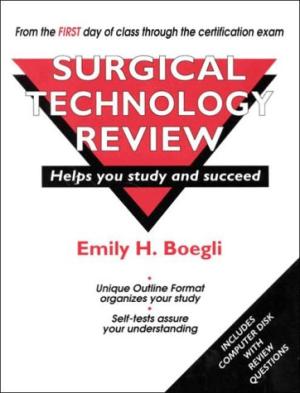 From the FIRST day of class through the certification exam
SURGICAL
TECHNOLOGY
REVIEW
Helps you study and succeed
Emily H. Boegli
• Unique Outline Format
organizes your study
• Self-tests assure
your understanding
INCLUDES
COMPUTER DISK
WITH
REVIEW
QUESTIONS